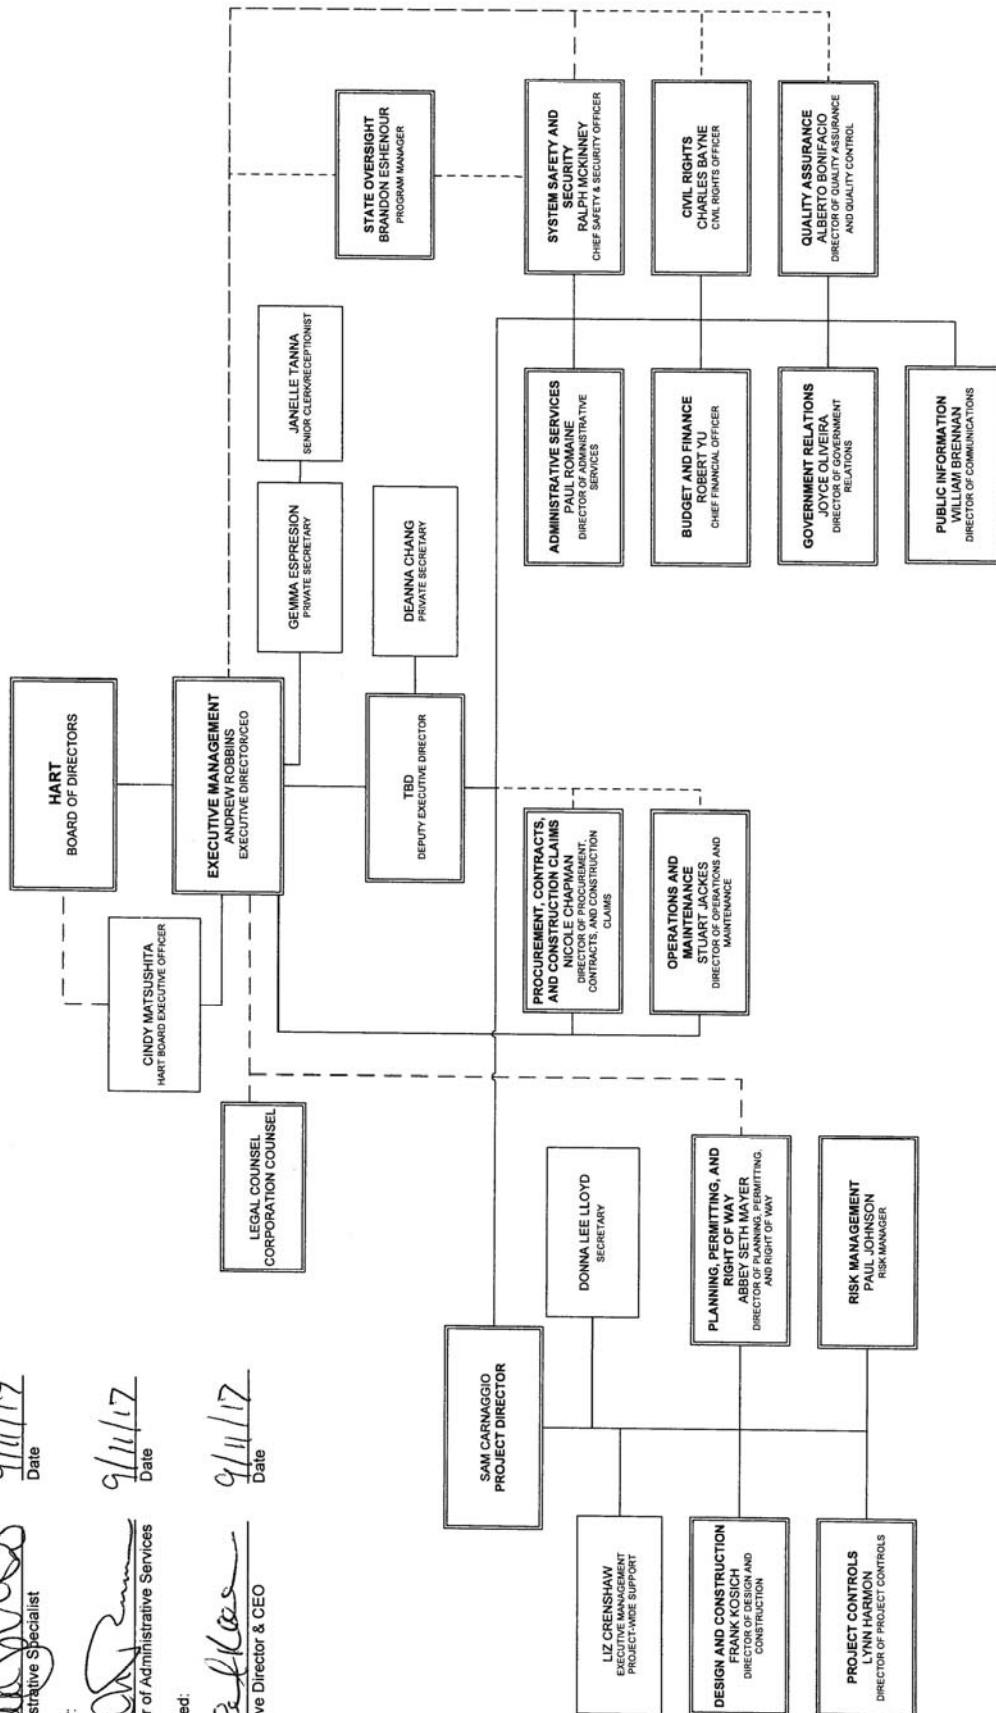 HART
BOARD OF DIRECTORS
CINDY MATSUSHITA
HART BOARD EXECUTIVE OFFICER
EXECUTIVE MANAGEMENT
ANDREW ROBBINS
EXECUTIVE DIRECTOR/CEO
LEGAL COUNSEL
CORPORATION COUNSEL
GEMMA ESPRESION
PRIVATE SECRETARY
JANELLE TANNA
SENIOR CLERK/RECEPTIONIST
STATE OVERSIGHT
BRANDON ESHENOUR
PROGRAM MANAGER
TBD
DEPUTY EXECUTIVE DIRECTOR
DEANNA CHANG
PRIVATE SECRETARY
SAM CARNAGGIO
PROJECT DIRECTOR
DONNA LEE LLOYD
SECRETARY
LIZ CRENSHAW
EXECUTIVE MANAGEMENT
PROJECT-WIDE SUPPORT
DESIGN AND CONSTRUCTION
FRANK KOSICH
DIRECTOR OF DESIGN AND
CONSTRUCTION
PLANNING, PERMITTING, AND
RIGHT OF WAY
ABBEY SETH MAYER
DIRECTOR OF PLANNING, PERMITTING,
AND RIGHT OF WAY
PROJECT CONTROLS
LYNN HARMON
DIRECTOR OF PROJECT CONTROLS
RISK MANAGEMENT
PAUL JOHNSON
RISK MANAGER
PROCUREMENT, CONTRACTS,
AND CONSTRUCTION CLAIMS
NICOLE CHAPMAN
DIRECTOR OF PROCUREMENT,
CONTRACTS, AND CONSTRUCTION
CLAIMS
OPERATIONS AND
MAINTENANCE
STUART JACKES
DIRECTOR OF OPERATIONS AND
MAINTENANCE
ADMINISTRATIVE SERVICES
PAUL ROMAINE
DIRECTOR OF ADMINISTRATIVE
SERVICES
SYSTEM SAFETY AND
SECURITY
RALPH MCKINNEY
CHIEF SAFETY & SECURITY OFFICER
BUDGET AND FINANCE
ROBERT YU
CHIEF FINANCIAL OFFICER
CIVIL RIGHTS
CHARLES BAYNE
CIVIL RIGHTS OFFICER
GOVERNMENT RELATIONS
JOYCE OLIVEIRA
DIRECTOR OF GOVERNMENT
RELATIONS
QUALITY ASSURANCE
ALBERTO BONIFACIO
DIRECTOR OF QUALITY ASSURANCE
AND QUALITY CONTROL
PUBLIC INFORMATION
WILLIAM BRENNAN
DIRECTOR OF COMMUNICATIONS
9/11/17
strative Specialist Date
9/11/17
r of Administrative Services Date
ed:
9/11/17
ve Director & CEO Date